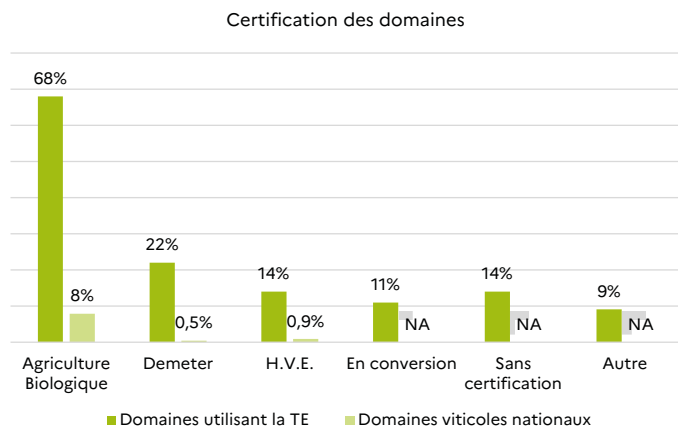 Certification des domaines
68%
8%
22%
0,5%
14%
0,9%
11%
NA
14%
NA
9%
NA
Agriculture
Biologique
Demeter
H.V.E.
En conversion
Sans
certification
Autre
Domaines utilisant la TE
Domaines viticoles nationaux